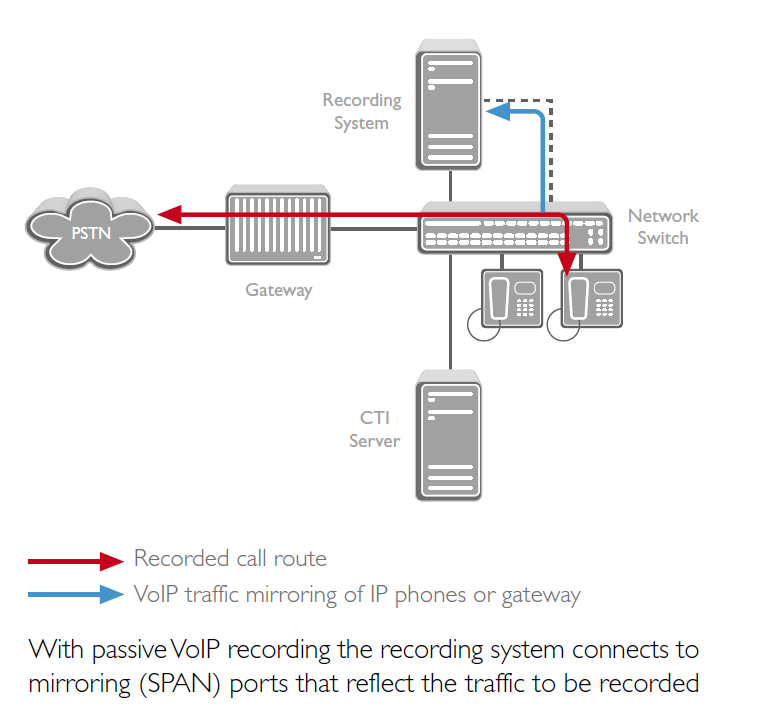 Recording
System
PSTN
Network
Switch
Gateway
CTI
Server
Recorded call route
VoIP traffic mirroring of IP phones or gateway
With passive VoIP recording the recording system connects to
mirroring (SPAN) ports that reflect the traffic to be recorded